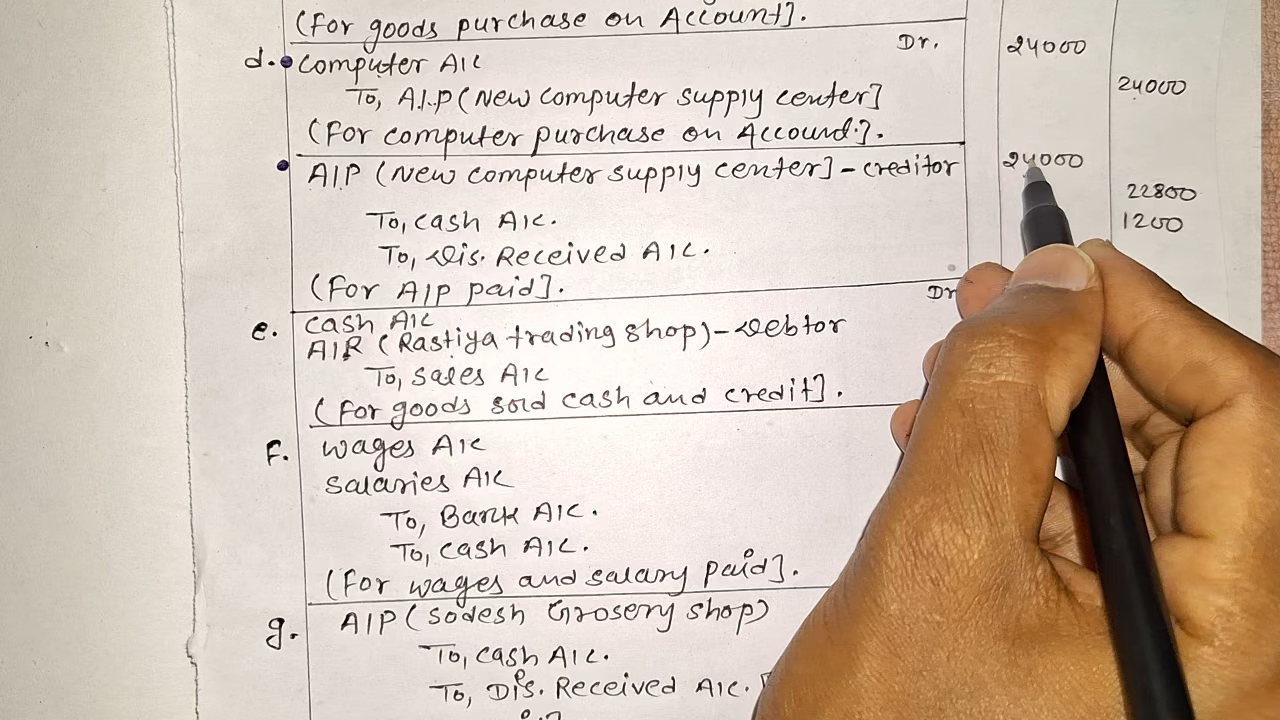 (For goods purchase on Account].
d. Computer A/C Dr. 24000
To, A.I.P (New computer supply center] 24000
(For computer purchase on Account.].
A/P (New computer supply center] - creditor 24000
22800
To, cash A/C. 1200
To, Dis. Received A/C.
(For A/P paid].
e. cash A/C Dr
A/R (Rastiya trading shop) - Debtor
To, sales A/C
(For goods sold cash and credit].
F. wages A/C
salaries A/C
To, Bank A/C.
To, cash A/C.
(For wages and salary paid].
g. A/P (Sodesh Grosery shop)
To, cash A/C.
To, Dis. Received A/C.